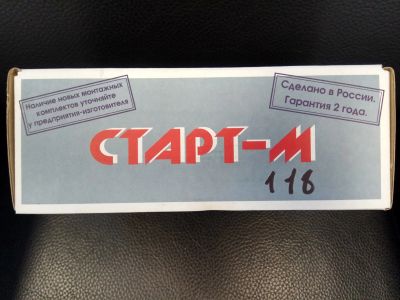 Наличие новых монтажных
комплектов уточняйте
у предприятия-изготовителя
Сделано в России.
Гарантия 2 года.
СТАРТ-М
118